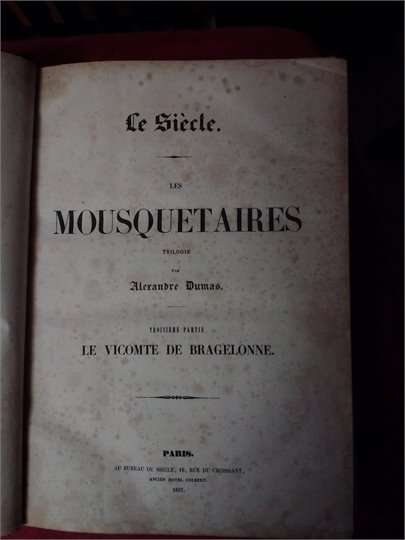 Le Siècle.
LES
MOUSQUETAIRES
TRILOGIE
PAR
Alexandre Dumas.
TROISIÈME PARTIE
LE VICOMTE DE BRAGELONNE.
PARIS.
AU BUREAU DU SIÈCLE, 16, RUE DU CROISSANT,
ANCIEN HOTEL COLBERT.
1857.